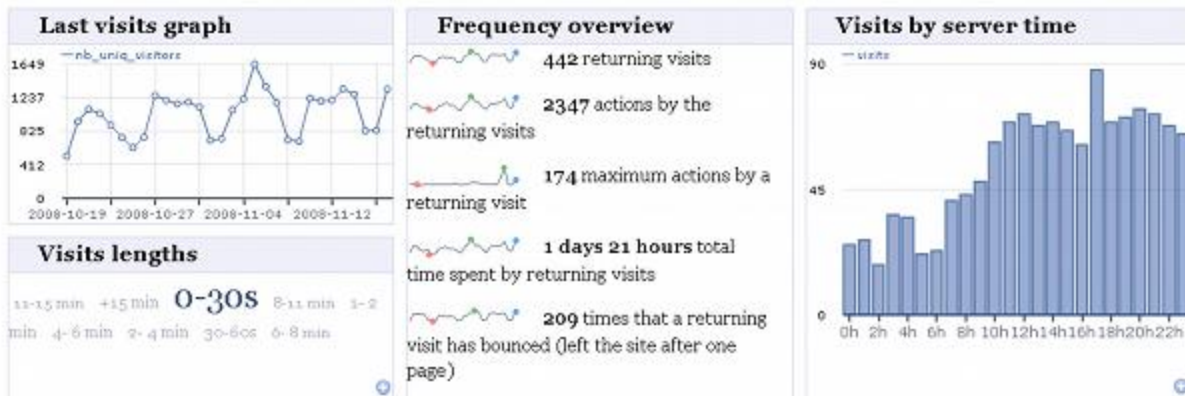 Last visits graph
nb_uniq_visitors
1649
1237
825
412
0
2008-10-19 2008-10-27 2008-11-04 2008-11-12
Visits lengths
11-15 min +15 min 0-30s 8-11 min 1-2
min 4-6 min 2-4 min 30-60s 6-8 min
Frequency overview
442 returning visits
2347 actions by the
returning visits
174 maximum actions by a
returning visit
1 days 21 hours total
time spent by returning visits
209 times that a returning
visit has bounced (left the site after one
page)
Visits by server time
visits
90
45
0
0h 2h 4h 6h 8h 10h 12h 14h 16h 18h 20h 22h